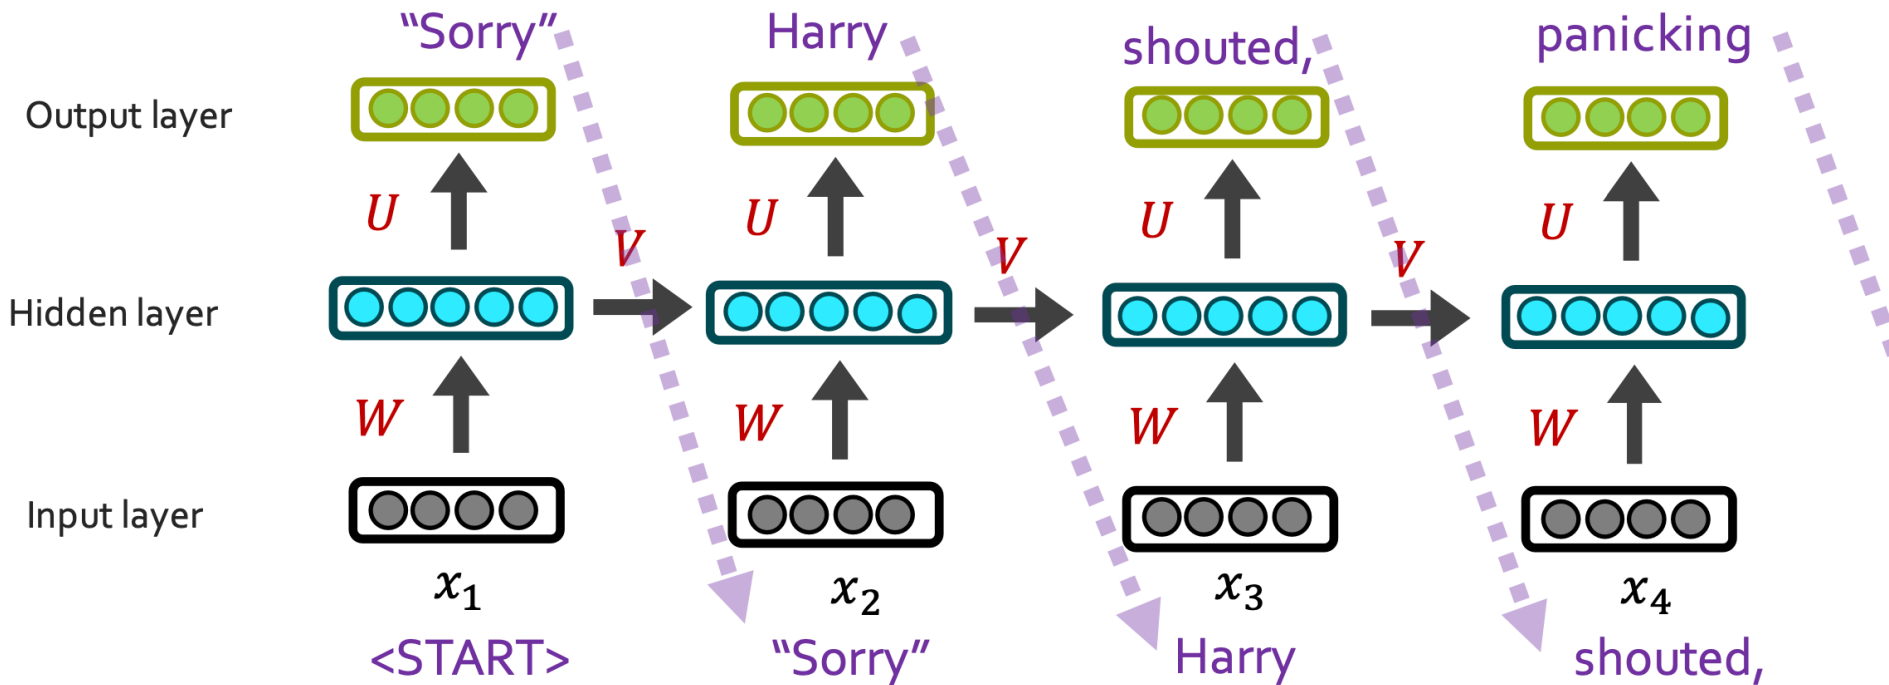 “Sorry” Harry shouted, panicking
Output layer
U U U U
V V V
Hidden layer
W W W W
Input layer
x₁ x₂ x₃ x₄
<START> “Sorry” Harry shouted,